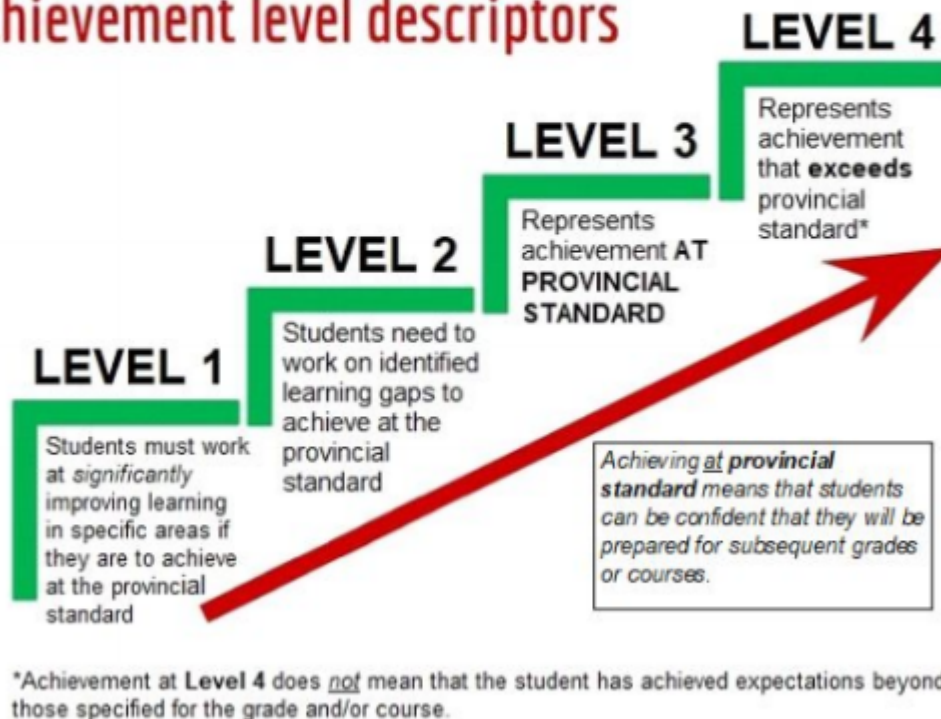 hievement level descriptors
LEVEL 4
Represents
achievement
that exceeds
provincial
standard*
LEVEL 3
Represents
achievement AT
PROVINCIAL
STANDARD
LEVEL 2
Students need to
work on identified
learning gaps to
achieve at the
provincial
standard
LEVEL 1
Students must work
at significantly
improving learning
in specific areas if
they are to achieve
at the provincial
standard
Achieving at provincial
standard means that students
can be confident that they will be
prepared for subsequent grades
or courses.
*Achievement at Level 4 does not mean that the student has achieved expectations beyond
those specified for the grade and/or course.